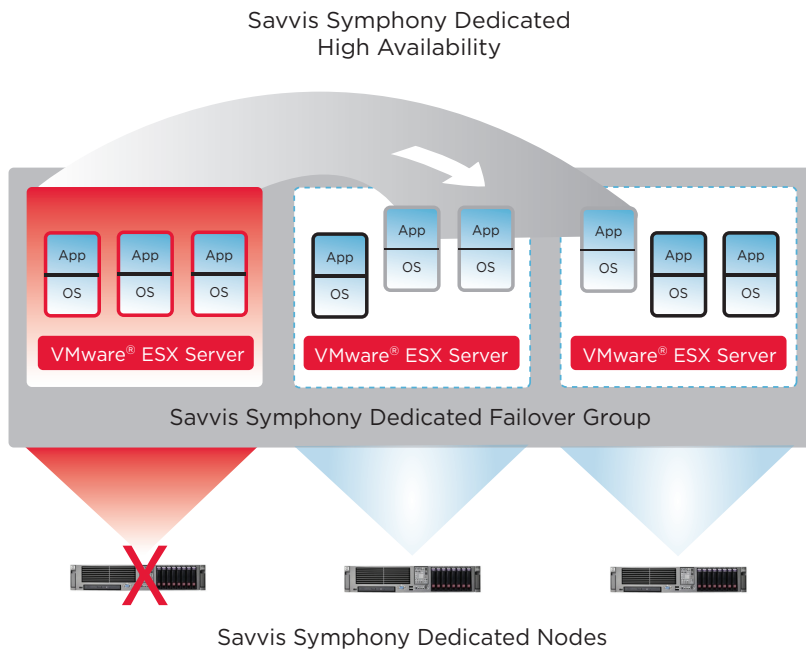 Savvis Symphony Dedicated
High Availability
App
OS
App
OS
App
OS
VMware® ESX Server
App
OS
App
OS
App
OS
VMware® ESX Server
App
OS
App
OS
App
OS
VMware® ESX Server
Savvis Symphony Dedicated Failover Group
X
Savvis Symphony Dedicated Nodes